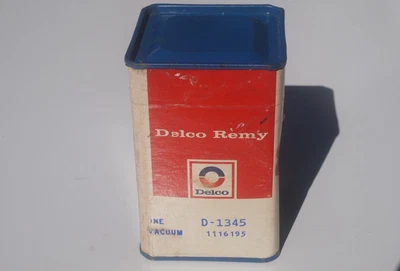 Delco Remy
Delco
INE D-1345
VACUUM 1116195